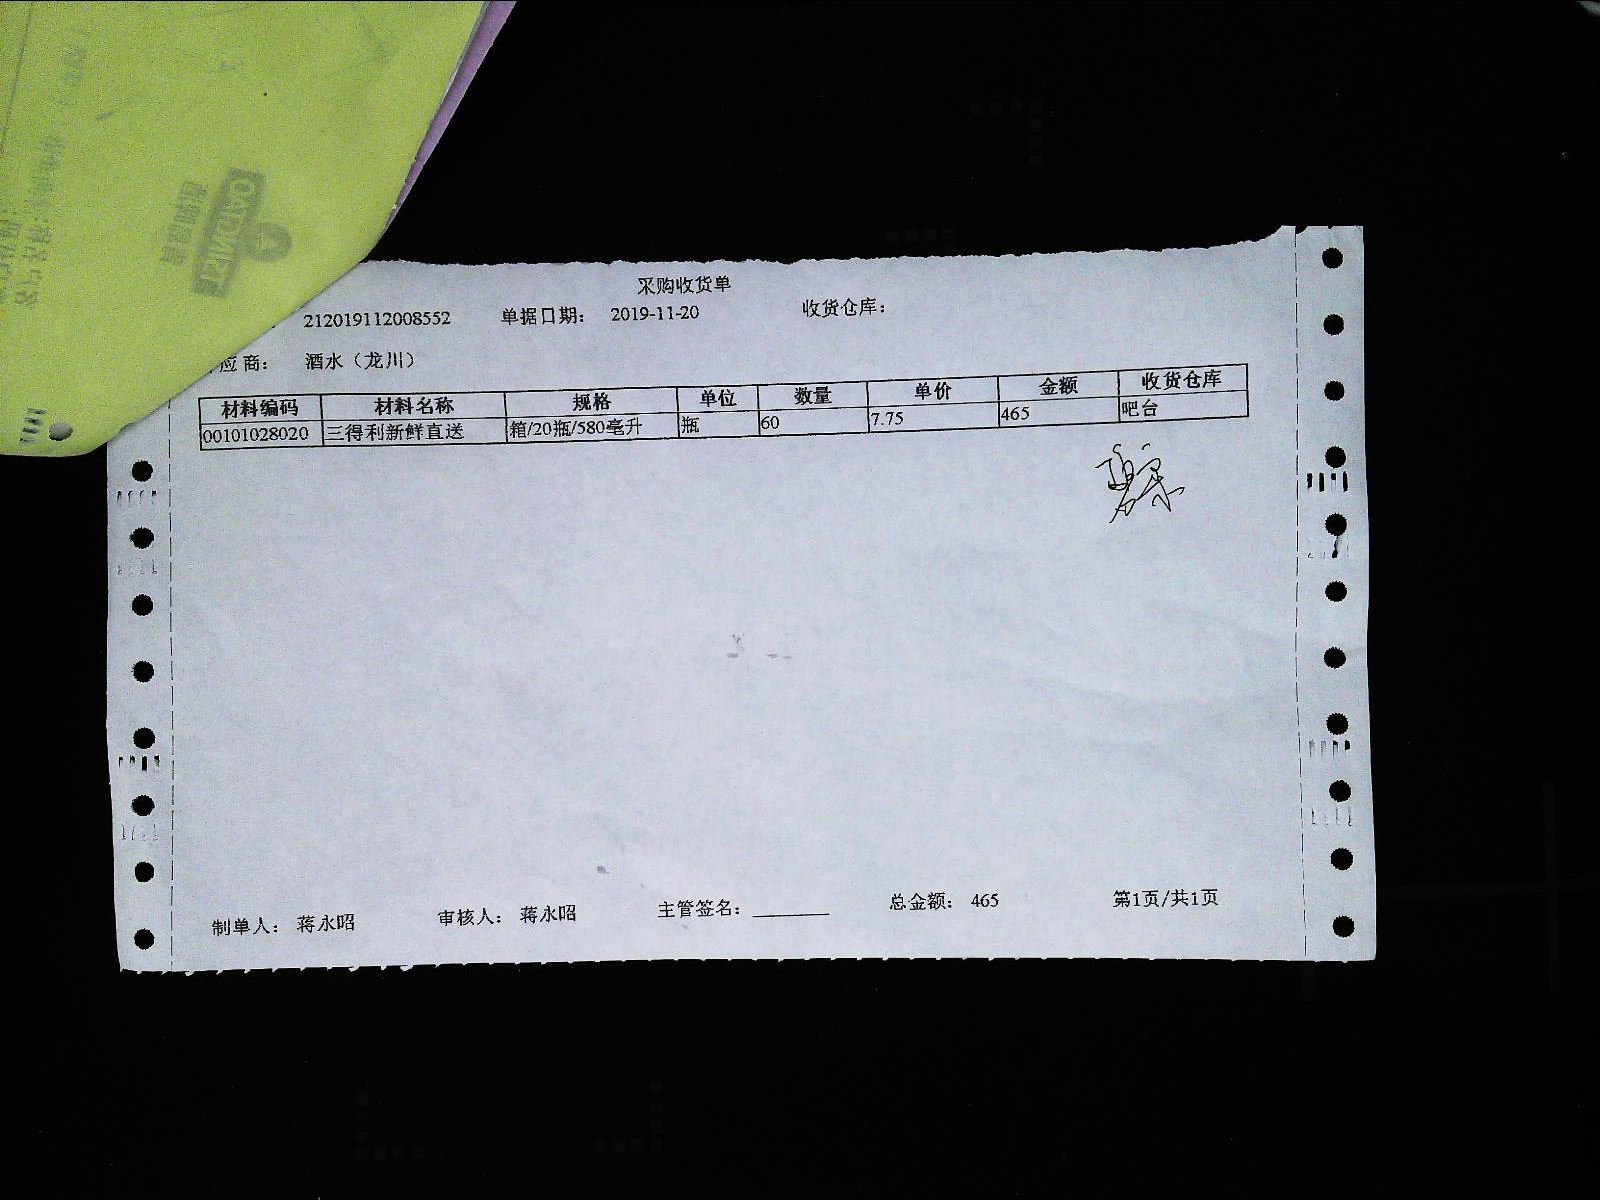 采购收货单
212019112008552 单据日期： 2019-11-20 收货仓库：
应商： 酒水（龙川）
材料编码 材料名称 规格 单位 数量 单价 金额 收货仓库
00101028020 三得利新鲜直送 箱/20瓶/580毫升 瓶 60 7.75 465 吧台
制单人： 蒋永昭 审核人： 蒋永昭 主管签名：________ 总金额： 465 第1页/共1页